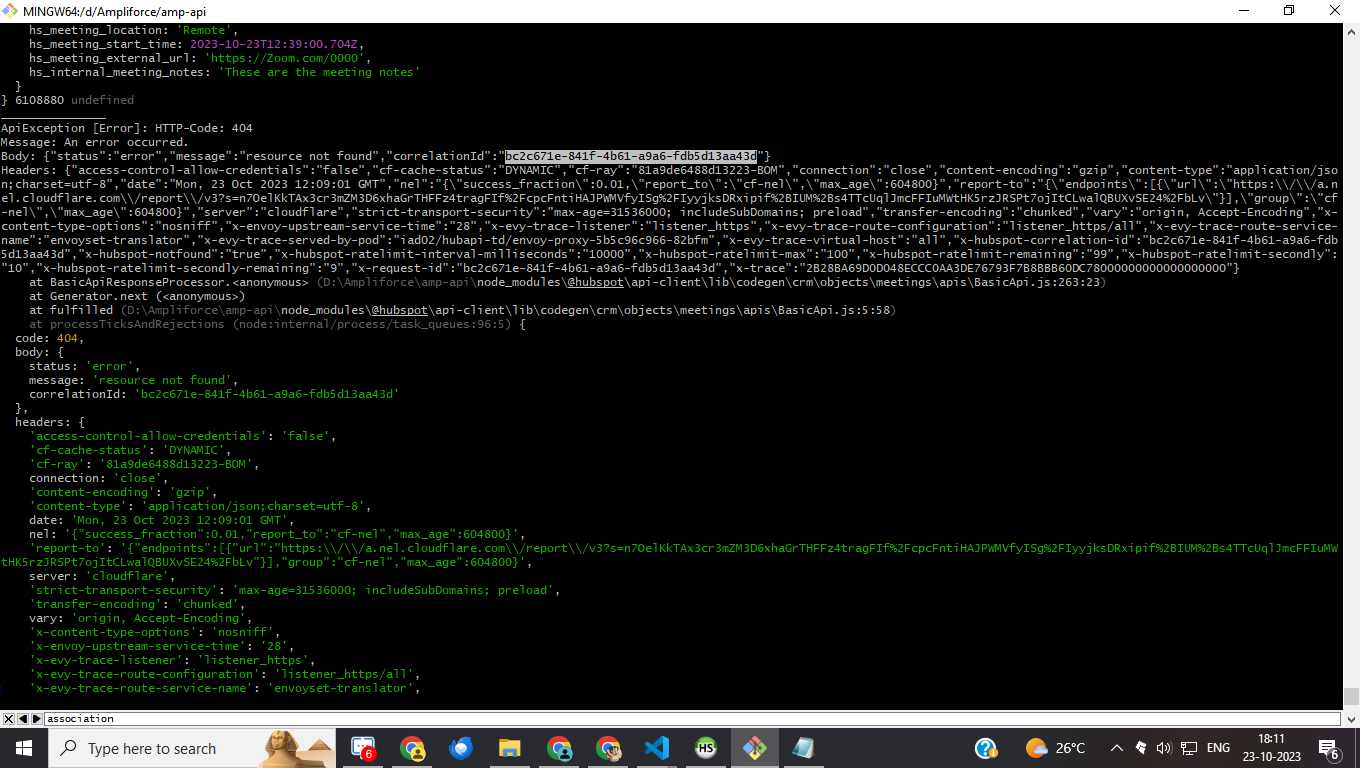 MINGW64:/d/Ampliforce/amp-api
    hs_meeting_location: 'Remote',
    hs_meeting_start_time: 2023-10-23T12:39:00.704Z,
    hs_meeting_external_url: 'https://Zoom.com/0000',
    hs_internal_meeting_notes: 'These are the meeting notes'
  }
} 6108880 undefined
_______________
ApiException [Error]: HTTP-Code: 404
Message: An error occurred.
Body: {"status":"error","message":"resource not found","correlationId":"bc2c671e-841f-4b61-a9a6-fdb5d13aa43d"}
Headers: {"access-control-allow-credentials":"false","cf-cache-status":"DYNAMIC","cf-ray":"81a9de6488d13223-BOM","connection":"close","content-encoding":"gzip","content-type":"application/jso
n;charset=utf-8","date":"Mon, 23 Oct 2023 12:09:01 GMT","nel":"{\"success_fraction\":0.01,\"report_to\":\"cf-nel\",\"max_age\":604800}","report-to":"{\"endpoints\":[{\"url\":\"https:\\/\\/a.n
el.cloudflare.com\\/report\\/v3?s=n7OelKkTAx3cr3mZM3D6xhaGrTHFFz4tragFIf%2FcpcFntiHAJPWMVfyISg%2FIyyjksDRxipif%2BIUM%2Bs4TTcUqlJmcFFIuMWtHK5rzJRSPt7ojItCLwalQBUXvSE24%2FbLv\"}],\"group\":\"cf
-nel\",\"max_age\":604800}","server":"cloudflare","strict-transport-security":"max-age=31536000; includeSubDomains; preload","transfer-encoding":"chunked","vary":"origin, Accept-Encoding","x-
content-type-options":"nosniff","x-envoy-upstream-service-time":"28","x-evy-trace-listener":"listener_https","x-evy-trace-route-configuration":"listener_https/all","x-evy-trace-route-service-
name":"envoyset-translator","x-evy-trace-served-by-pod":"iad02/hubapi-td/envoy-proxy-5b5c96c966-82bfm","x-evy-trace-virtual-host":"all","x-hubspot-correlation-id":"bc2c671e-841f-4b61-a9a6-fdb
5d13aa43d","x-hubspot-notfound":"true","x-hubspot-ratelimit-interval-milliseconds":"10000","x-hubspot-ratelimit-max":"100","x-hubspot-ratelimit-remaining":"99","x-hubspot-ratelimit-secondly":
"10","x-hubspot-ratelimit-secondly-remaining":"9","x-request-id":"bc2c671e-841f-4b61-a9a6-fdb5d13aa43d","x-trace":"2B28BA69D0D048ECCC0AA3DE76793F7B8BBB60DC78000000000000000000"}
    at BasicApiResponseProcessor.<anonymous> (D:\Ampliforce\amp-api\node_modules\@hubspot\api-client\lib\codegen\crm\objects\meetings\apis\BasicApi.js:263:23)
    at Generator.next (<anonymous>)
    at fulfilled (D:\Ampliforce\amp-api\node_modules\@hubspot\api-client\lib\codegen\crm\objects\meetings\apis\BasicApi.js:5:58)
    at processTicksAndRejections (node:internal/process/task_queues:96:5) {
  code: 404,
  body: {
    status: 'error',
    message: 'resource not found',
    correlationId: 'bc2c671e-841f-4b61-a9a6-fdb5d13aa43d'
  },
  headers: {
    'access-control-allow-credentials': 'false',
    'cf-cache-status': 'DYNAMIC',
    'cf-ray': '81a9de6488d13223-BOM',
    connection: 'close',
    'content-encoding': 'gzip',
    'content-type': 'application/json;charset=utf-8',
    date: 'Mon, 23 Oct 2023 12:09:01 GMT',
    nel: '{"success_fraction":0.01,"report_to":"cf-nel","max_age":604800}',
    'report-to': '{"endpoints":[{"url":"https:\\/\\/a.nel.cloudflare.com\\/report\\/v3?s=n7OelKkTAx3cr3mZM3D6xhaGrTHFFz4tragFIf%2FcpcFntiHAJPWMVfyISg%2FIyyjksDRxipif%2BIUM%2Bs4TTcUqlJmcFFIuMW
tHK5rzJRSPt7ojItCLwalQBUXvSE24%2FbLv"}],"group":"cf-nel","max_age":604800}',
    server: 'cloudflare',
    'strict-transport-security': 'max-age=31536000; includeSubDomains; preload',
    'transfer-encoding': 'chunked',
    vary: 'origin, Accept-Encoding',
    'x-content-type-options': 'nosniff',
    'x-envoy-upstream-service-time': '28',
    'x-evy-trace-listener': 'listener_https',
    'x-evy-trace-route-configuration': 'listener_https/all',
    'x-evy-trace-route-service-name': 'envoyset-translator',
association
Type here to search
6
HS
26°C
ENG
18:11
23-10-2023
6